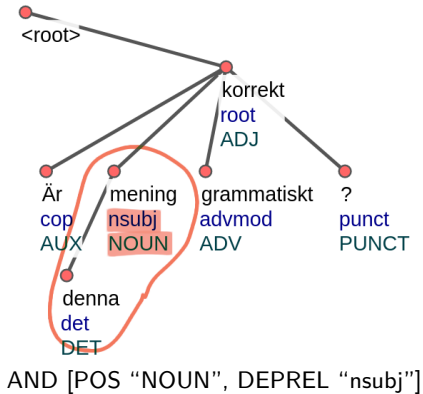 <root>
korrekt
root
ADJ
Är mening grammatiskt ?
cop nsubj advmod punct
AUX NOUN ADV PUNCT
denna
det
DET
AND [POS “NOUN”, DEPREL “nsubj”]